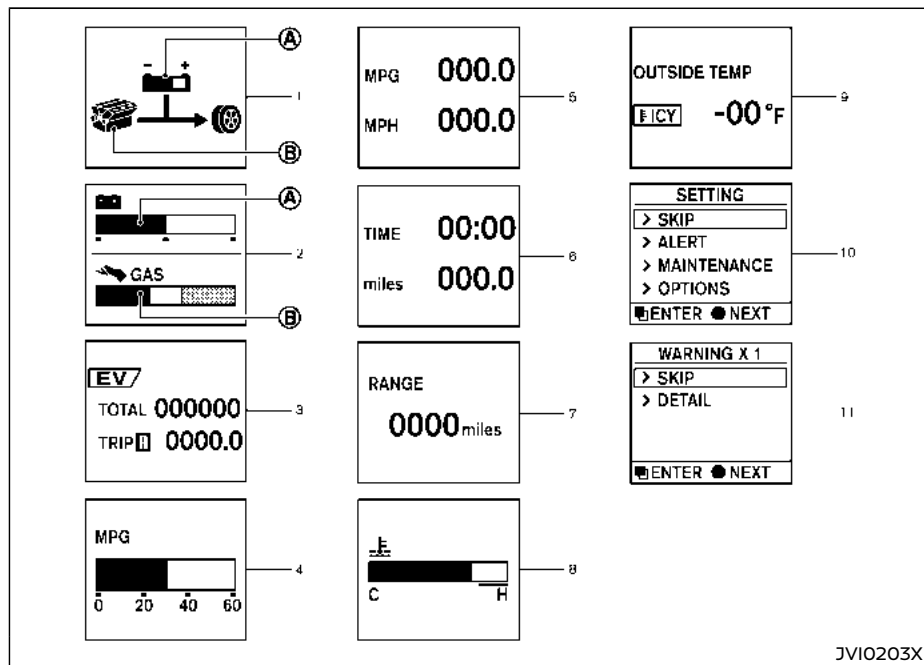 A
- +
1
B
A
2
GAS
B
EV
TOTAL 000000
3
TRIP 0000.0
MPG
4
0 20 40 60
MPG 000.0
5
MPH 000.0
TIME 00:00
6
miles 000.0
RANGE
7
0000 miles
8
C H
OUTSIDE TEMP
9
ICY -00°F
SETTING
> SKIP
> ALERT
10
> MAINTENANCE
> OPTIONS
ENTER NEXT
WARNING X 1
> SKIP
> DETAIL
11
ENTER NEXT
JVI0203X